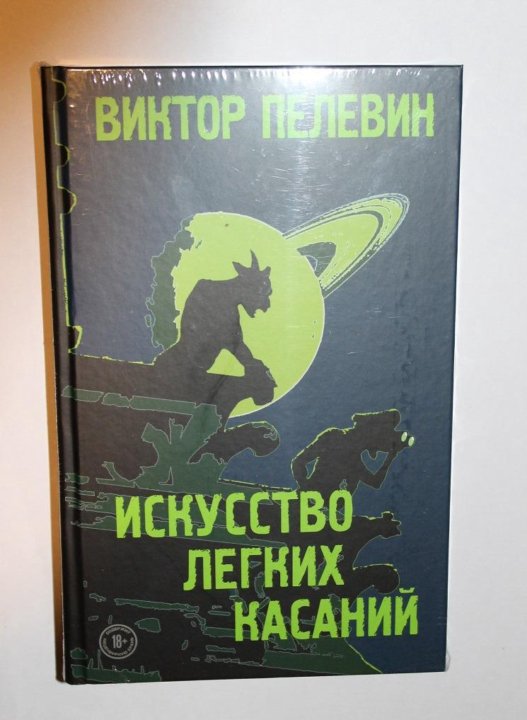 ВИКТОР ПЕЛЕВИН
ИСКУССТВО
ЛЕГКИХ
КАСАНИЙ
18+